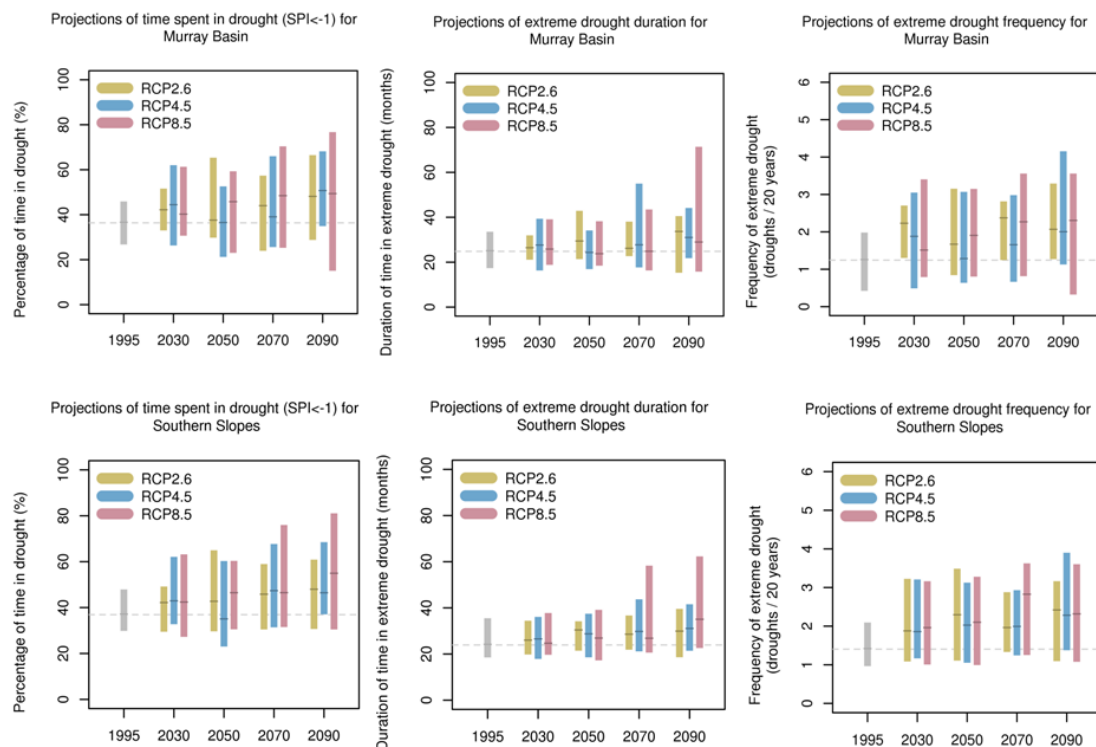 Projections of time spent in drought (SPI<-1) for
Murray Basin
Percentage of time in drought (%)
100
80
60
40
20
0
RCP2.6
RCP4.5
RCP8.5
1995 2030 2050 2070 2090
Projections of extreme drought duration for
Murray Basin
Duration of time in extreme drought (months)
100
80
60
40
20
0
RCP2.6
RCP4.5
RCP8.5
1995 2030 2050 2070 2090
Projections of extreme drought frequency for
Murray Basin
Frequency of extreme drought
(droughts / 20 years)
6
5
4
3
2
1
0
RCP2.6
RCP4.5
RCP8.5
1995 2030 2050 2070 2090
Projections of time spent in drought (SPI<-1) for
Southern Slopes
Percentage of time in drought (%)
100
80
60
40
20
0
RCP2.6
RCP4.5
RCP8.5
1995 2030 2050 2070 2090
Projections of extreme drought duration for
Southern Slopes
Duration of time in extreme drought (months)
100
80
60
40
20
0
RCP2.6
RCP4.5
RCP8.5
1995 2030 2050 2070 2090
Projections of extreme drought frequency for
Southern Slopes
Frequency of extreme drought
(droughts / 20 years)
6
5
4
3
2
1
0
RCP2.6
RCP4.5
RCP8.5
1995 2030 2050 2070 2090